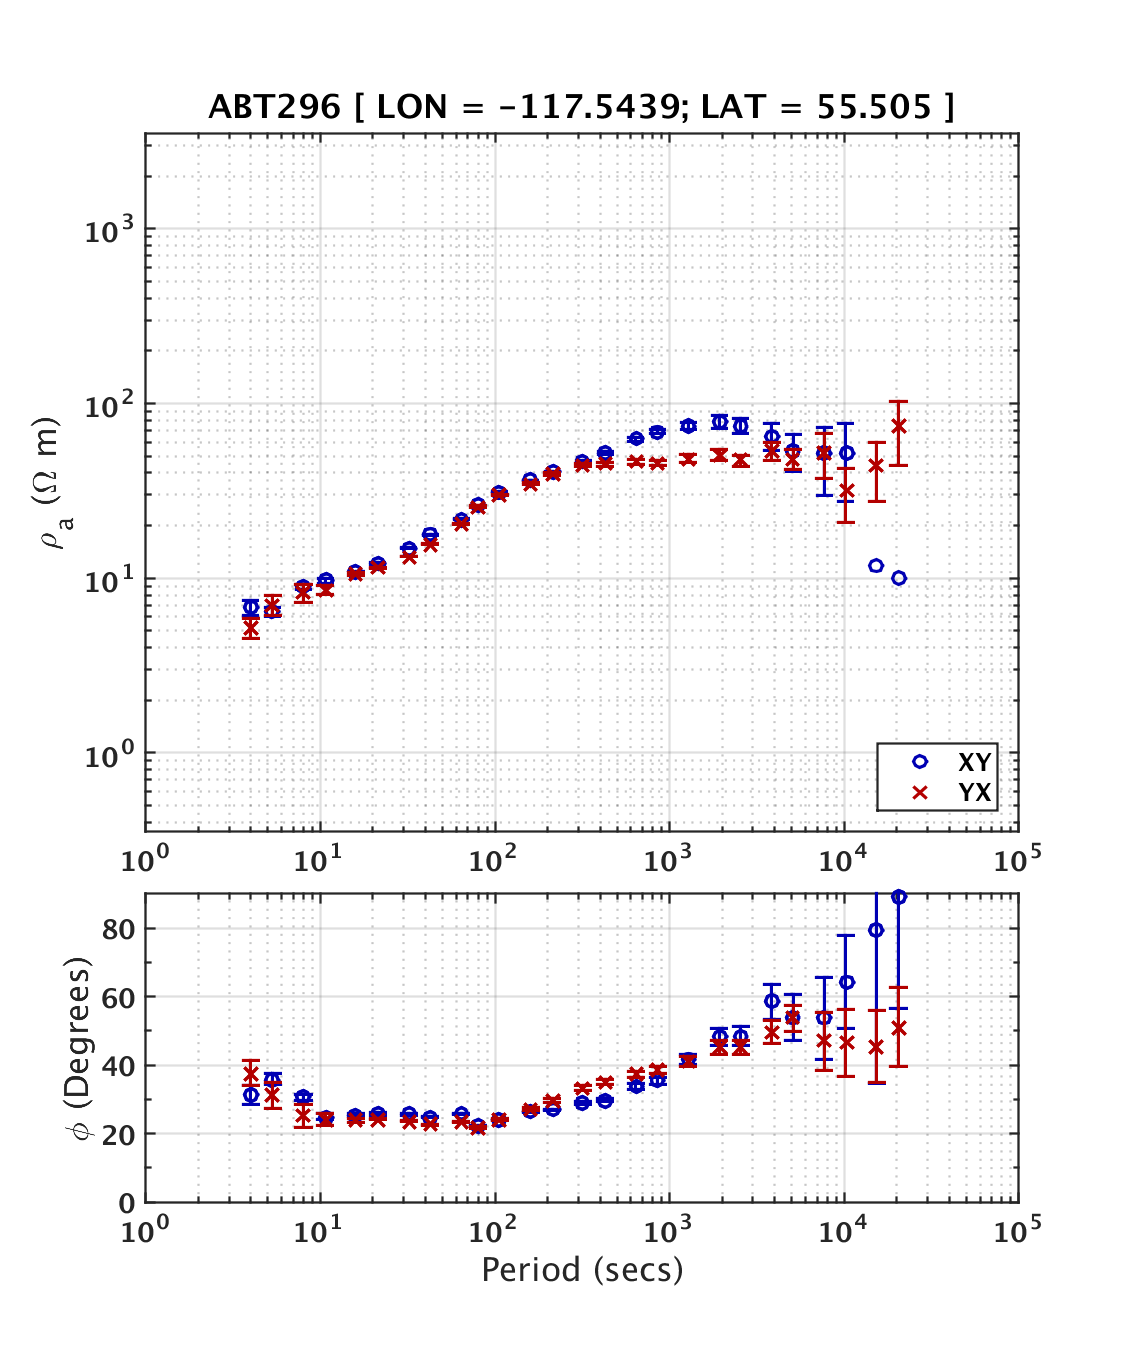 ABT296 [ LON = -117.5439; LAT = 55.505 ]
10³
10²
10¹
10⁰
ρa (Ω m)
XY
YX
10⁰ 10¹ 10² 10³ 10⁴ 10⁵
80
60
40
20
0
ϕ (Degrees)
10⁰ 10¹ 10² 10³ 10⁴ 10⁵
Period (secs)